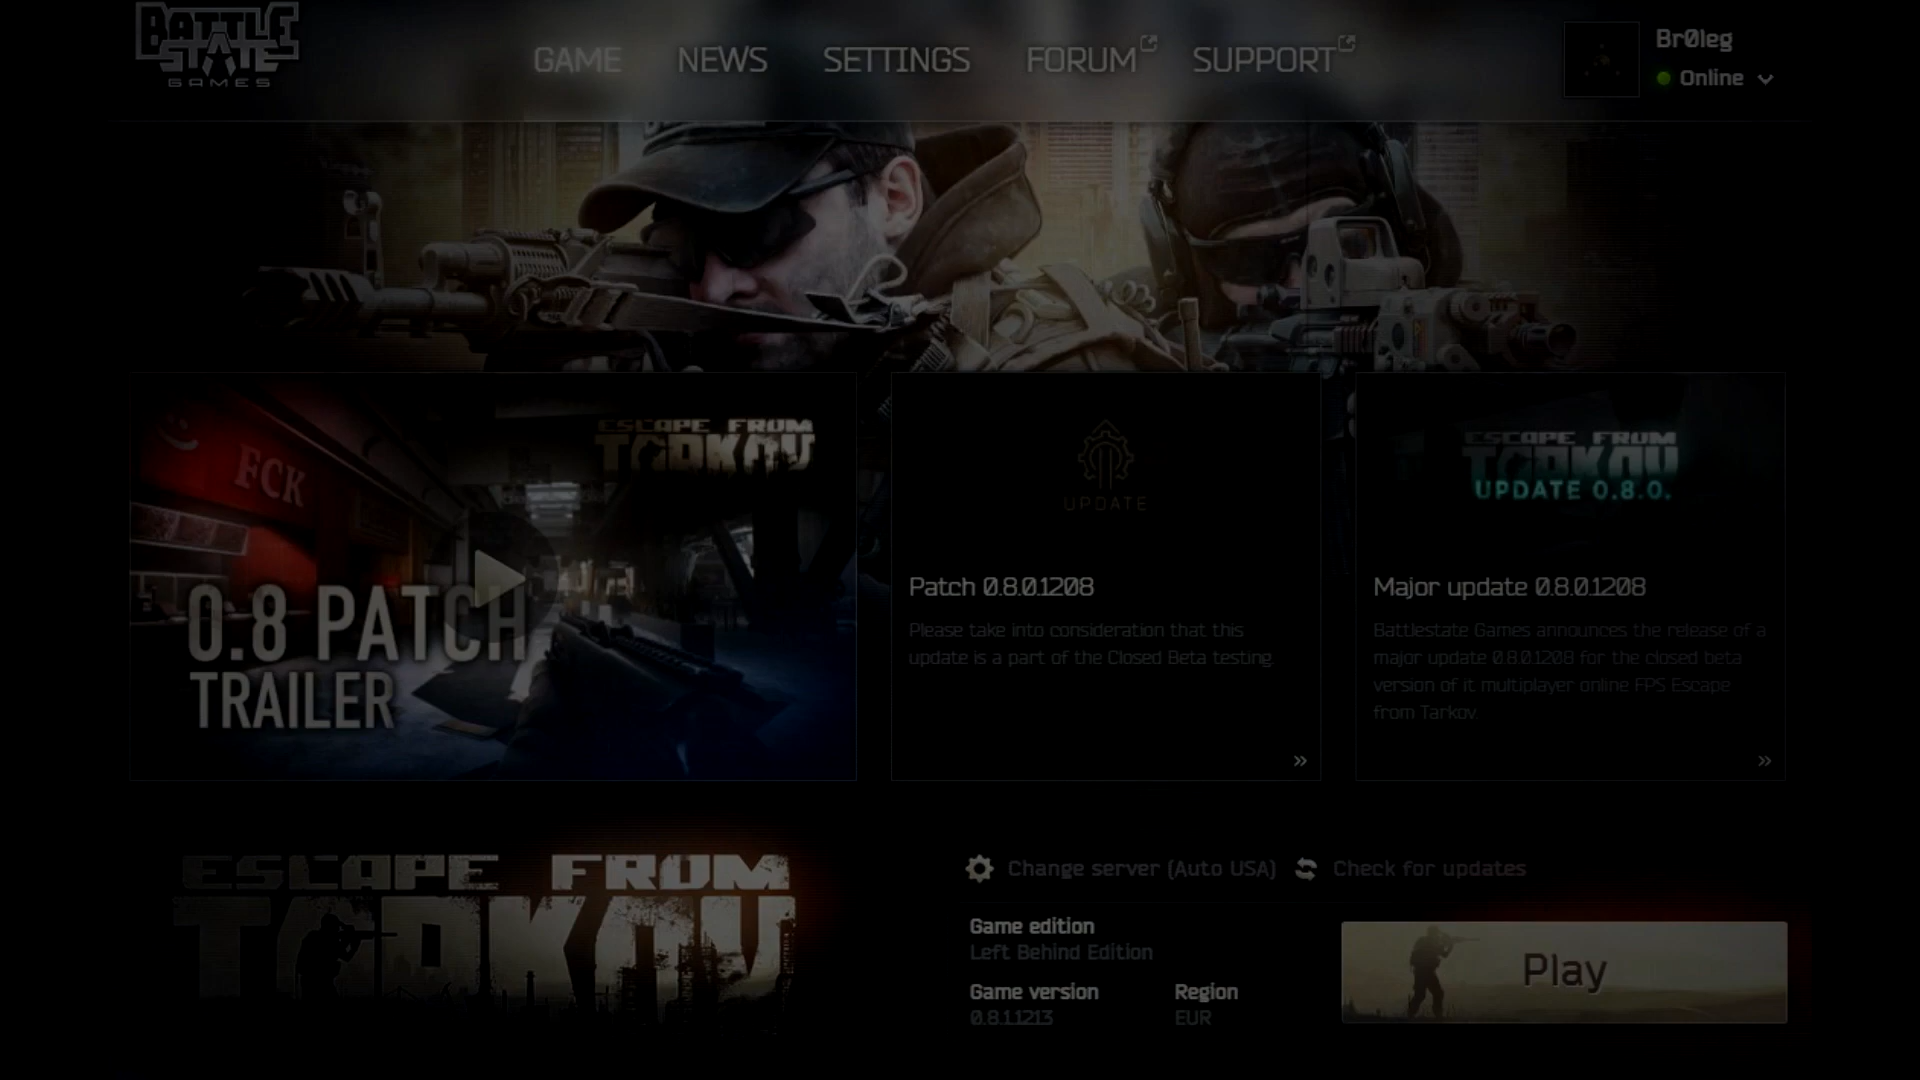 BATTLE
STATE
GAMES
GAME
NEWS
SETTINGS
FORUM
SUPPORT
Br0leg
Online
FCK
ESCAPE FROM
TARKOV
0.8 PATCH
TRAILER
UPDATE
Patch 0.8.0.1208
Please take into consideration that this
update is a part of the Closed Beta testing.
»
ESCAPE FROM
TARKOV
UPDATE 0.8.0.
Major update 0.8.0.1208
Battlestate Games announces the release of a
major update 0.8.0.1208 for the closed beta
version of it multiplayer online FPS Escape
from Tarkov.
»
ESCAPE FROM
TARKOV
Change server (Auto USA)
Check for updates
Game edition
Left Behind Edition
Game version
0.8.1.1213
Region
EUR
Play